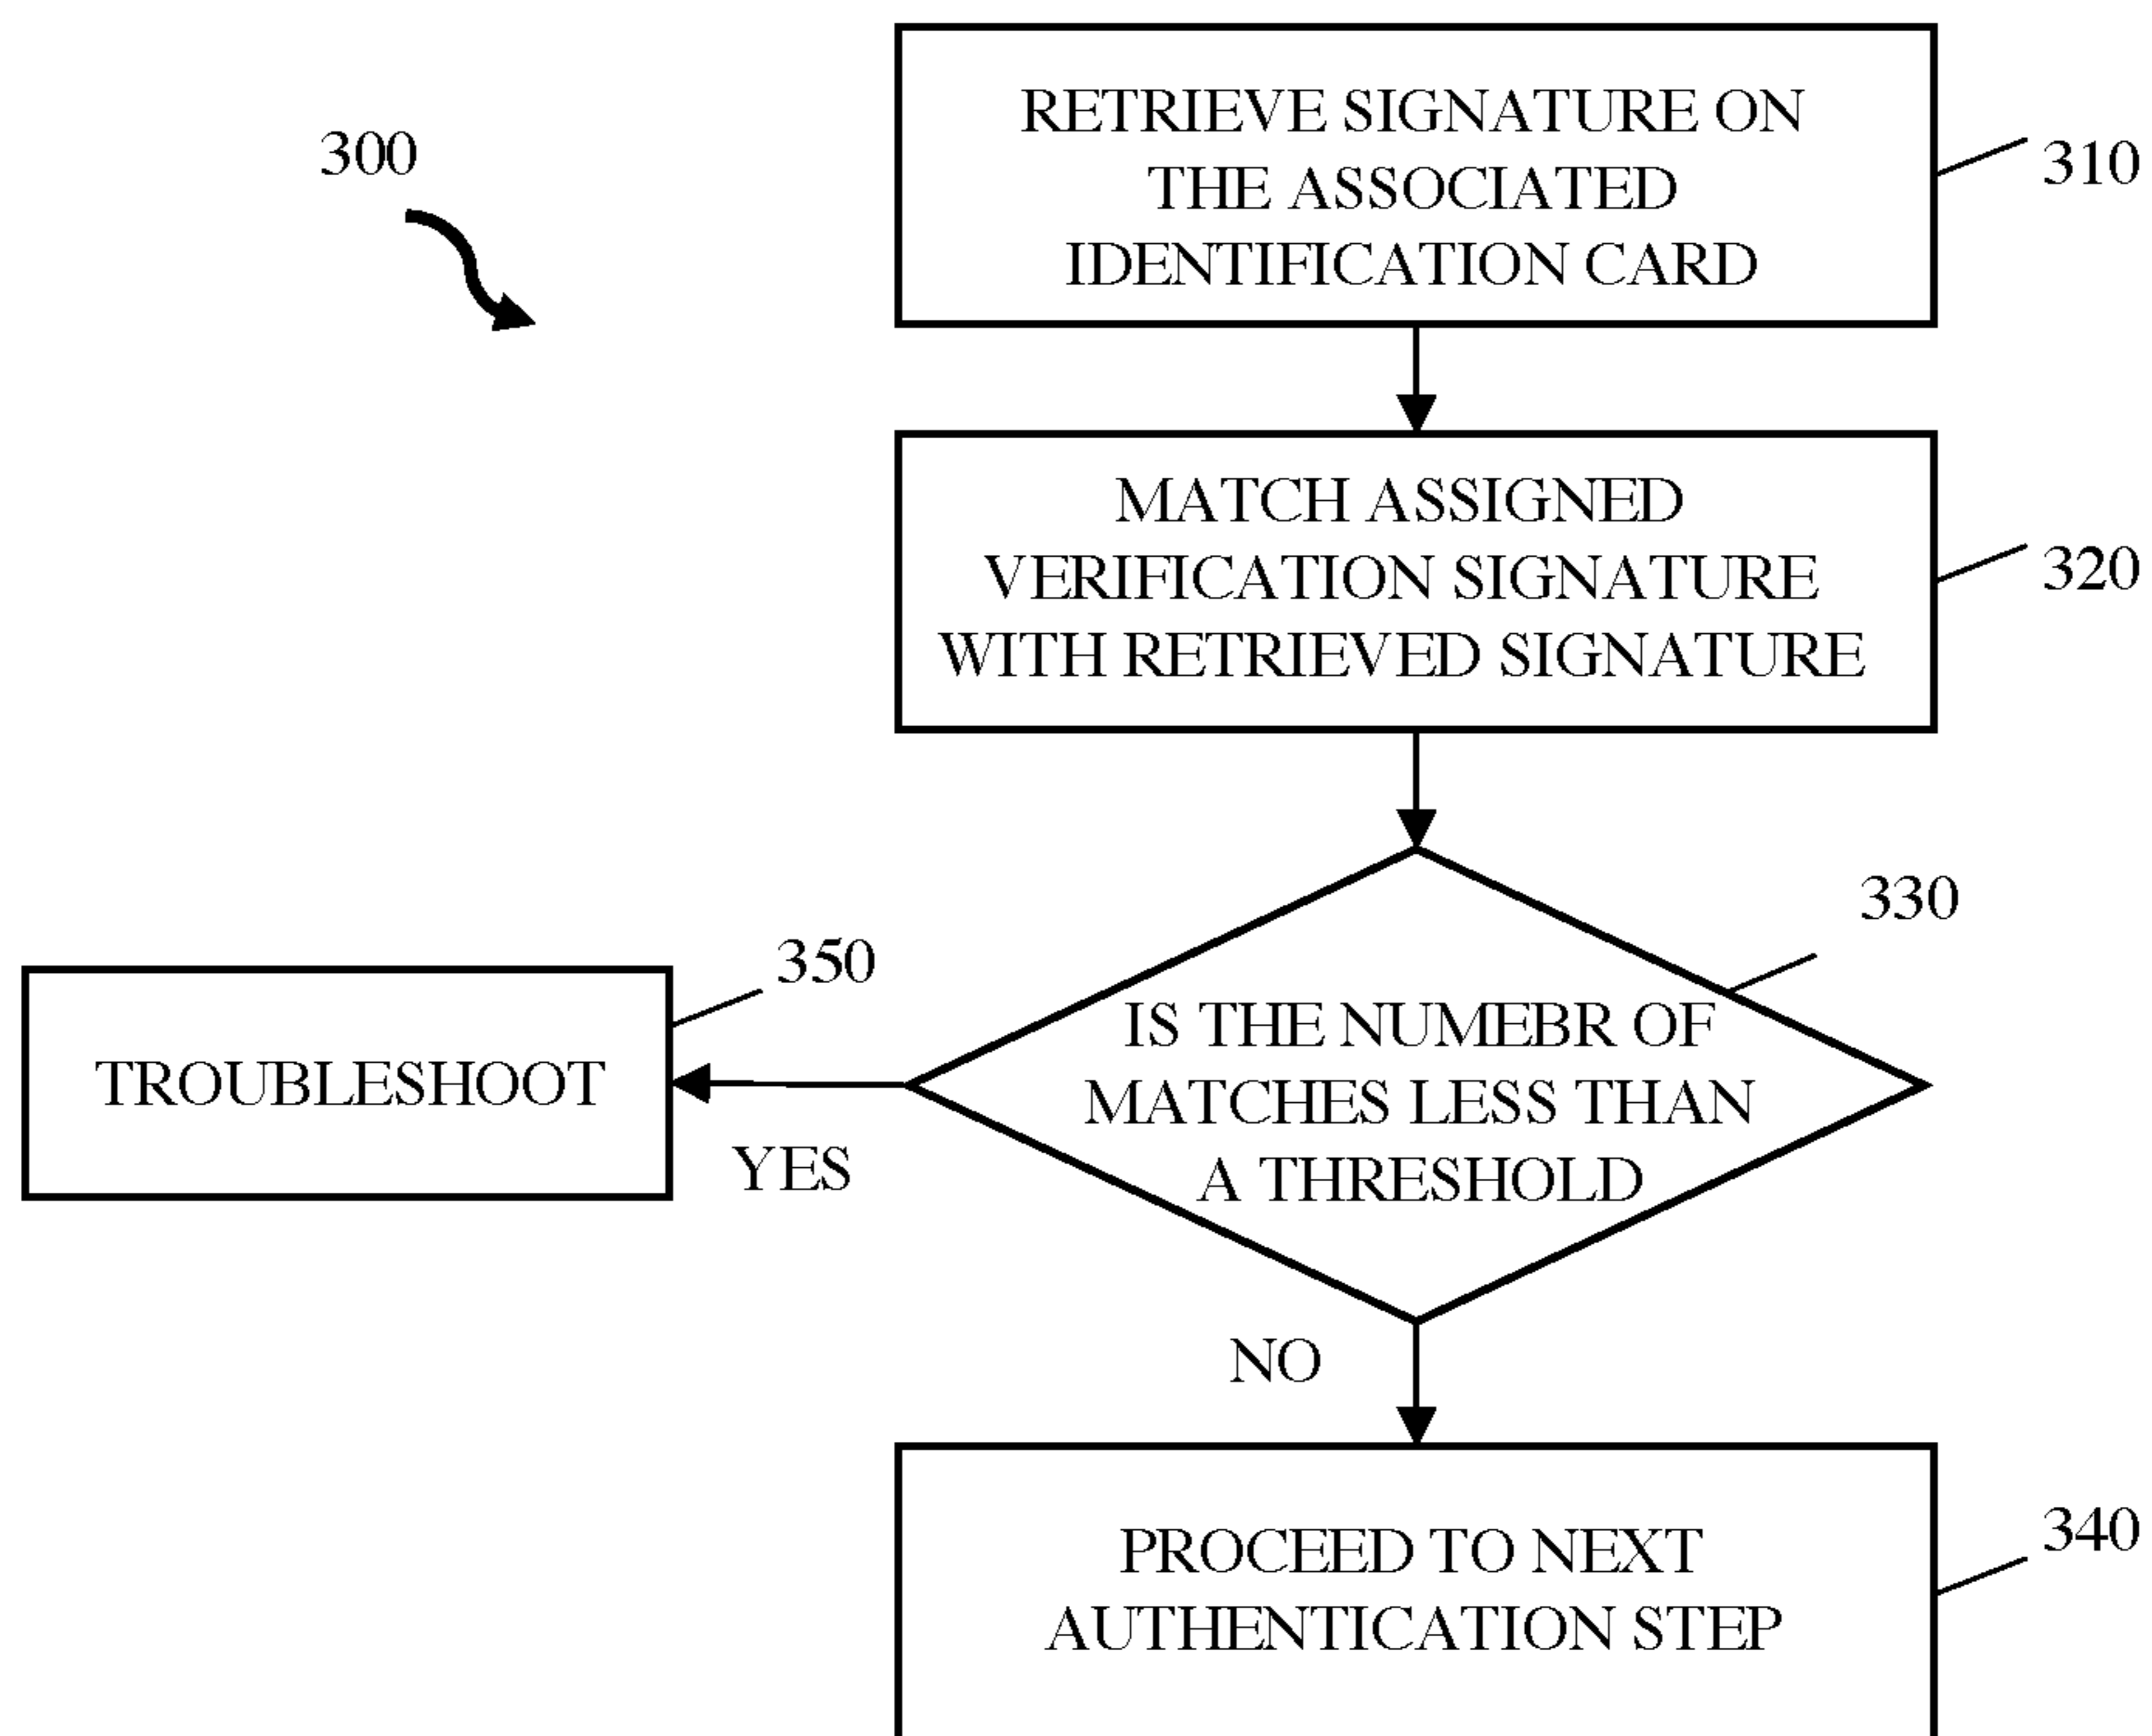 300
RETRIEVE SIGNATURE ON
THE ASSOCIATED
IDENTIFICATION CARD
310
MATCH ASSIGNED
VERIFICATION SIGNATURE
WITH RETRIEVED SIGNATURE
320
330
IS THE NUMEBR OF
MATCHES LESS THAN
A THRESHOLD
350
TROUBLESHOOT
YES
NO
PROCEED TO NEXT
AUTHENTICATION STEP
340